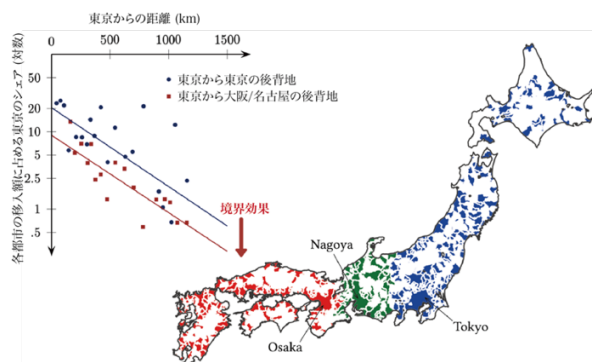 東京からの距離 (km)
0
500
1000
1500
各都市の移入額に占める東京のシェア (対数)
50
20
10
5
2.5
1
.5
東京から東京の後背地
東京から大阪/名古屋の後背地
境界効果
Nagoya
Osaka
Tokyo